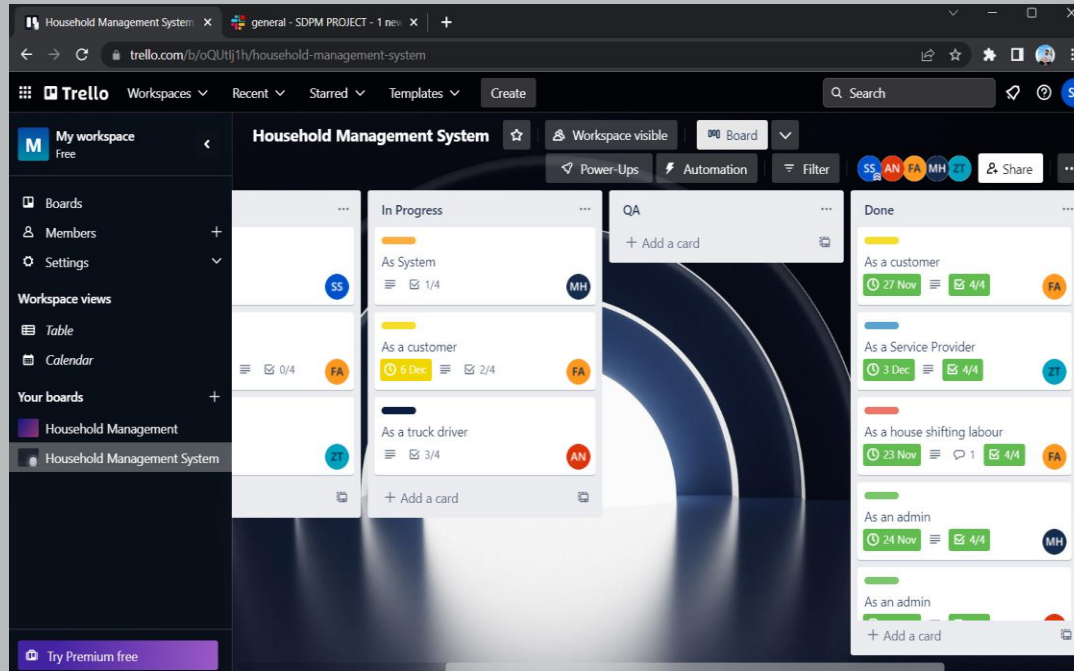 Household Management System
general - SDPM PROJECT - 1 new
trello.com/b/oQUtIj1h/household-management-system
Trello Workspaces Recent Starred Templates Create Search
M My workspace
Free
Household Management System Workspace visible Board
Power-Ups Automation Filter SS AN FA MH ZT Share
Boards
Members
Settings
Workspace views
Table
Calendar
Your boards
Household Management
Household Management System
Try Premium free
SS
0/4 FA
ZT
In Progress
As System
1/4 MH
As a customer
6 Dec 2/4 FA
As a truck driver
3/4 AN
+ Add a card
QA
+ Add a card
Done
As a customer
27 Nov 4/4 FA
As a Service Provider
3 Dec 4/4 ZT
As a house shifting labour
23 Nov 1 4/4 FA
As an admin
24 Nov 4/4 MH
As an admin
+ Add a card